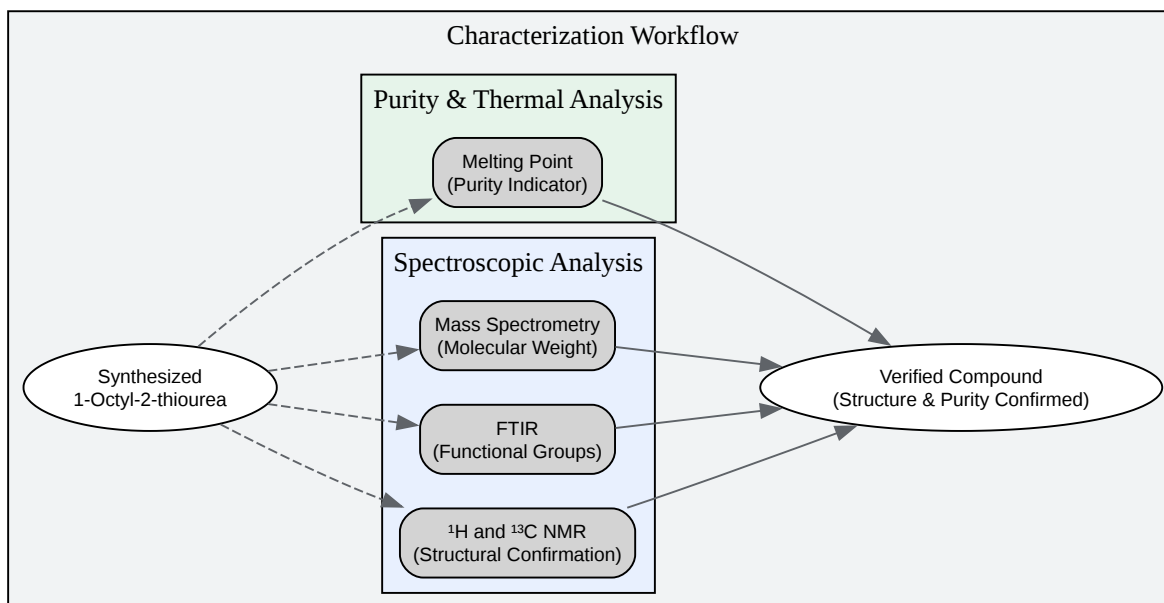 Characterization Workflow
Purity & Thermal Analysis
Melting Point
(Purity Indicator)
Spectroscopic Analysis
Mass Spectrometry
(Molecular Weight)
Synthesized
1-Octyl-2-thiourea
Verified Compound
(Structure & Purity Confirmed)
FTIR
(Functional Groups)
¹H and ¹³C NMR
(Structural Confirmation)